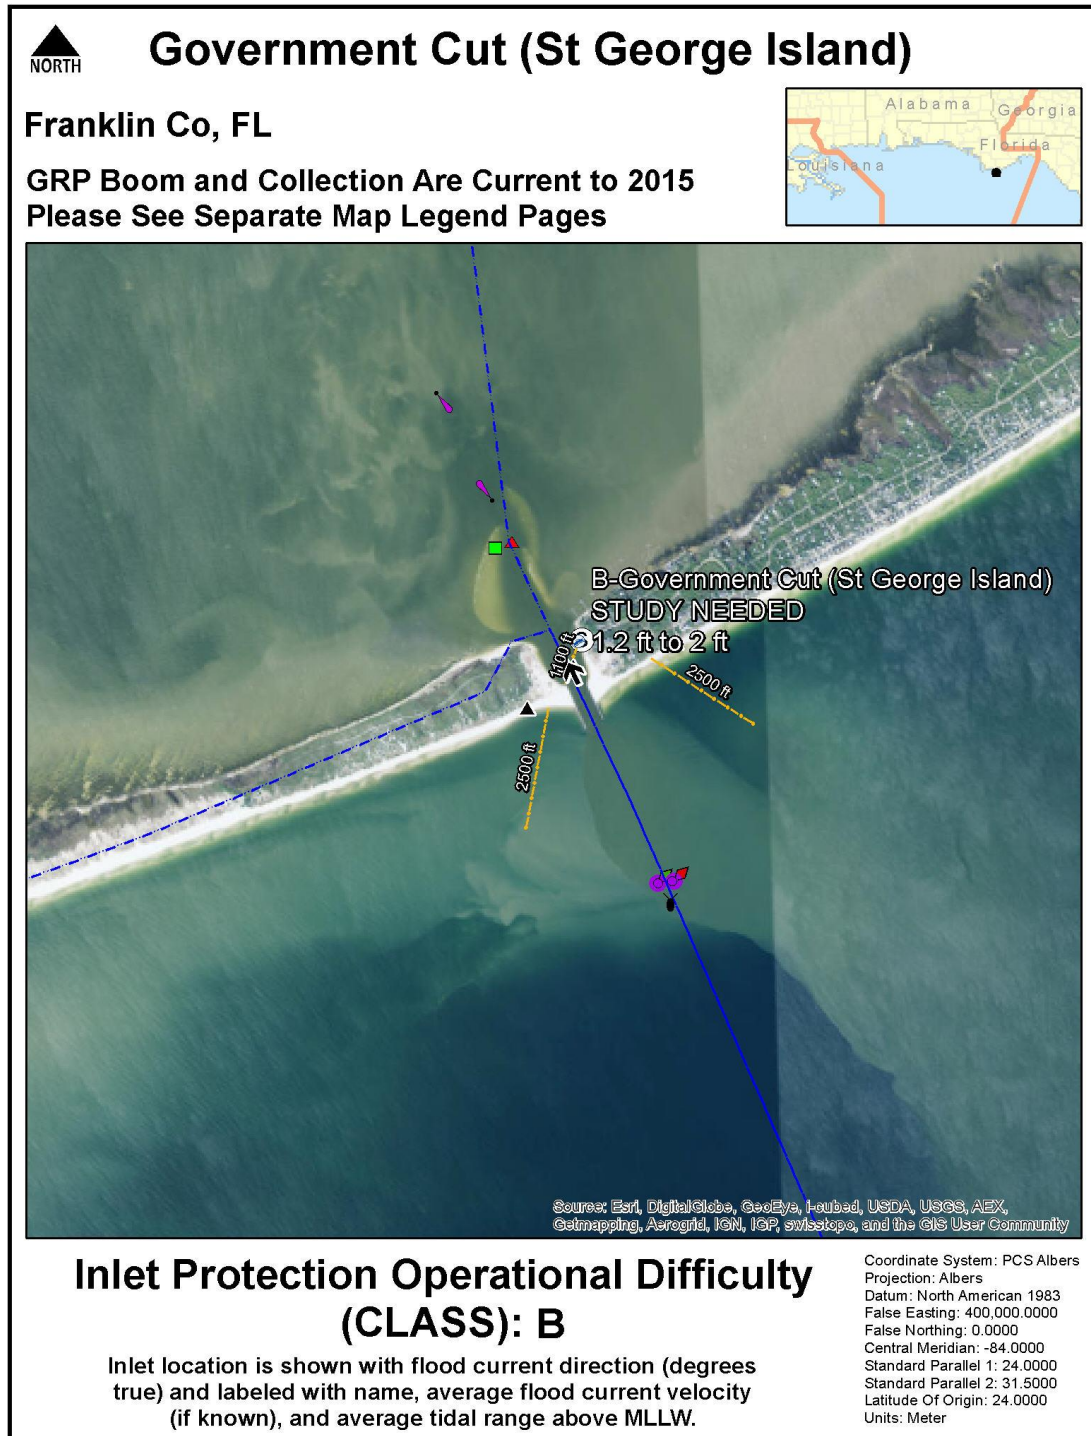 NORTH
Government Cut (St George Island)
Franklin Co, FL
GRP Boom and Collection Are Current to 2015
Please See Separate Map Legend Pages
Alabama
Georgia
Florida
Louisiana
B-Government Cut (St George Island)
STUDY NEEDED
1.2 ft to 2 ft
1100 ft
2500 ft
2500 ft
Source: Esri, DigitalGlobe, GeoEye, i-cubed, USDA, USGS, AEX,
Getmapping, Aerogrid, IGN, IGP, swisstopo, and the GIS User Community
Inlet Protection Operational Difficulty
(CLASS): B
Inlet location is shown with flood current direction (degrees
true) and labeled with name, average flood current velocity
(if known), and average tidal range above MLLW.
Coordinate System: PCS Albers
Projection: Albers
Datum: North American 1983
False Easting: 400,000.0000
False Northing: 0.0000
Central Meridian: -84.0000
Standard Parallel 1: 24.0000
Standard Parallel 2: 31.5000
Latitude Of Origin: 24.0000
Units: Meter